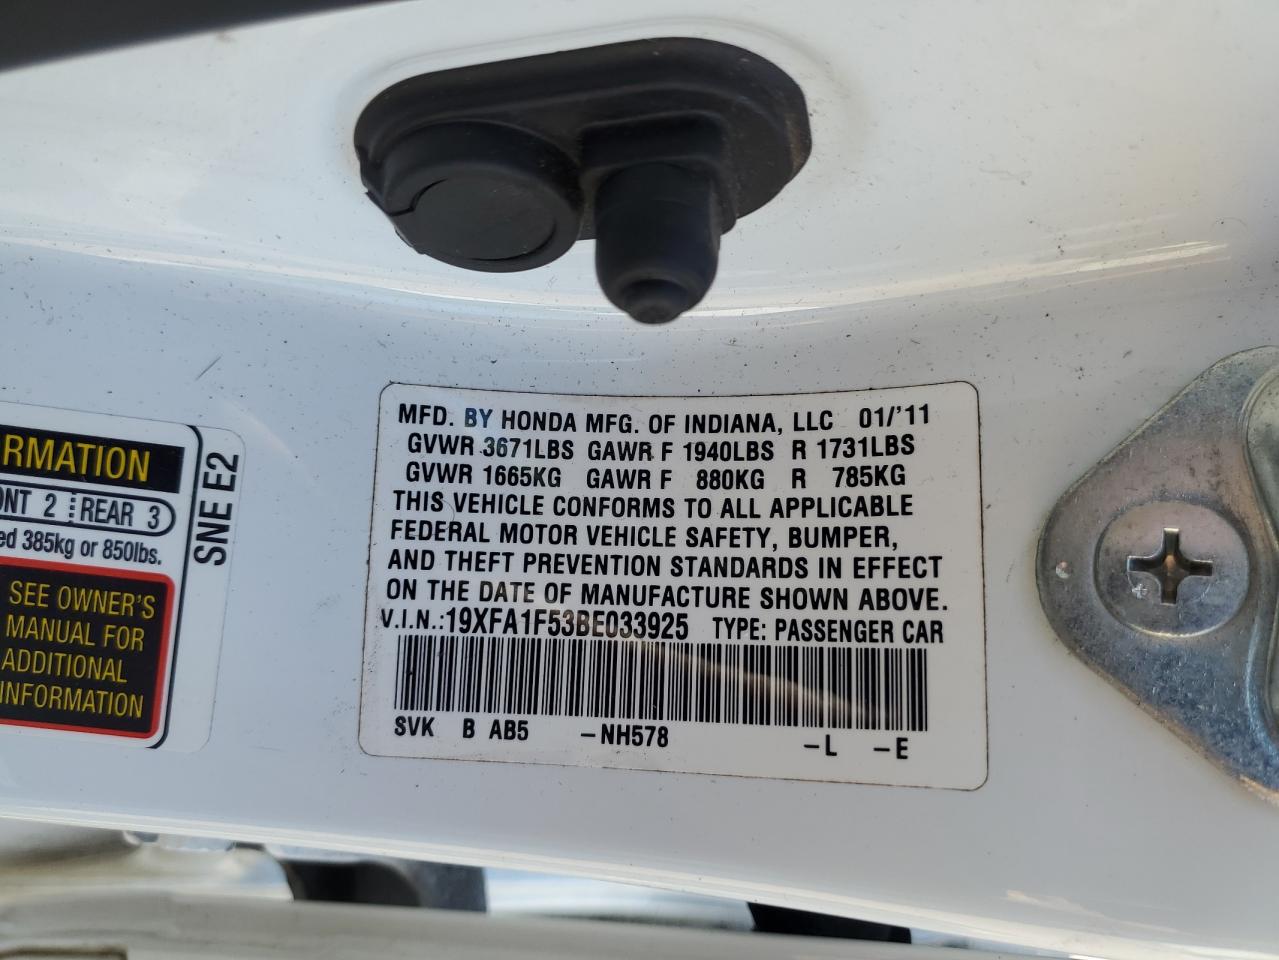 MFD. BY HONDA MFG. OF INDIANA, LLC 01/'11
GVWR 3671LBS GAWR F 1940LBS R 1731LBS
GVWR 1665KG GAWR F 880KG R 785KG
THIS VEHICLE CONFORMS TO ALL APPLICABLE
FEDERAL MOTOR VEHICLE SAFETY, BUMPER,
AND THEFT PREVENTION STANDARDS IN EFFECT
ON THE DATE OF MANUFACTURE SHOWN ABOVE.
V.I.N.:19XFA1F53BE033925 TYPE: PASSENGER CAR
SVK B AB5 -NH578 -L -E
RMATION
ONT 2 REAR 3
ed 385kg or 850lbs.
SEE OWNER'S
MANUAL FOR
ADDITIONAL
INFORMATION
SNE E2